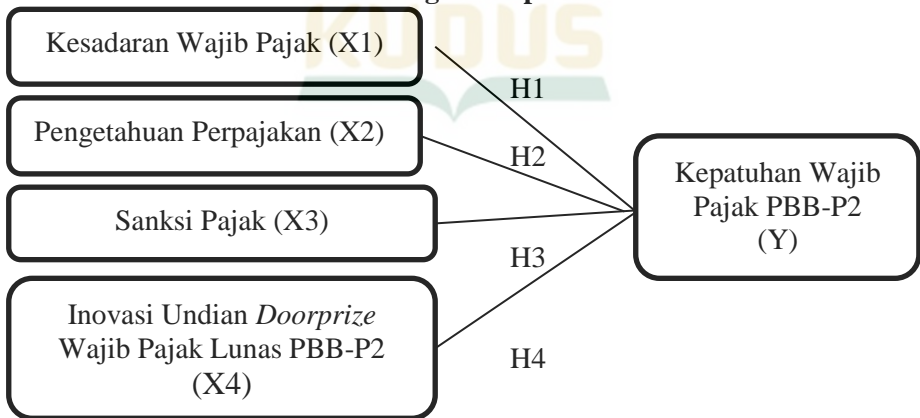 KUDUS
Kesadaran Wajib Pajak (X1)
H1
Pengetahuan Perpajakan (X2)
H2
Sanksi Pajak (X3)
H3
Inovasi Undian Doorprize
Wajib Pajak Lunas PBB-P2
(X4)
H4
Kepatuhan Wajib
Pajak PBB-P2
(Y)